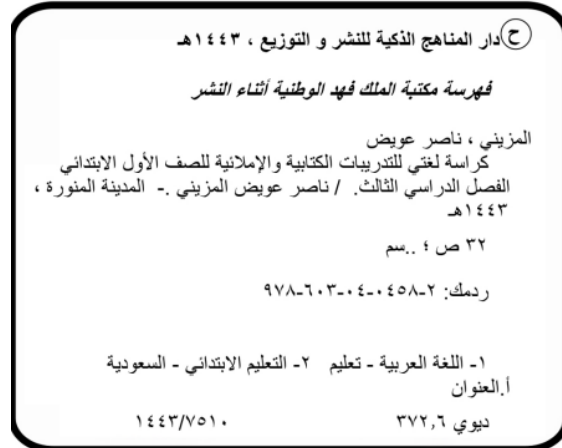 ح دار المناهج الذكية للنشر و التوزيع ، ١٤٤٣هـ
فهرسة مكتبة الملك فهد الوطنية أثناء النشر
المزيني ، ناصر عويض
كراسة لغتي للتدريبات الكتابية والإملائية للصف الأول الابتدائي
الفصل الدراسي الثالث. / ناصر عويض المزيني .- المدينة المنورة ،
١٤٤٣هـ
٣٢ ص ؛ ..سم
ردمك: ٢-٠٤٥٨-٠٤-٦٠٣-٩٧٨
١- اللغة العربية - تعليم ٢- التعليم الابتدائي - السعودية
أ.العنوان
ديوي ٣٧٢,٦ ١٤٤٣/٧٥١٠